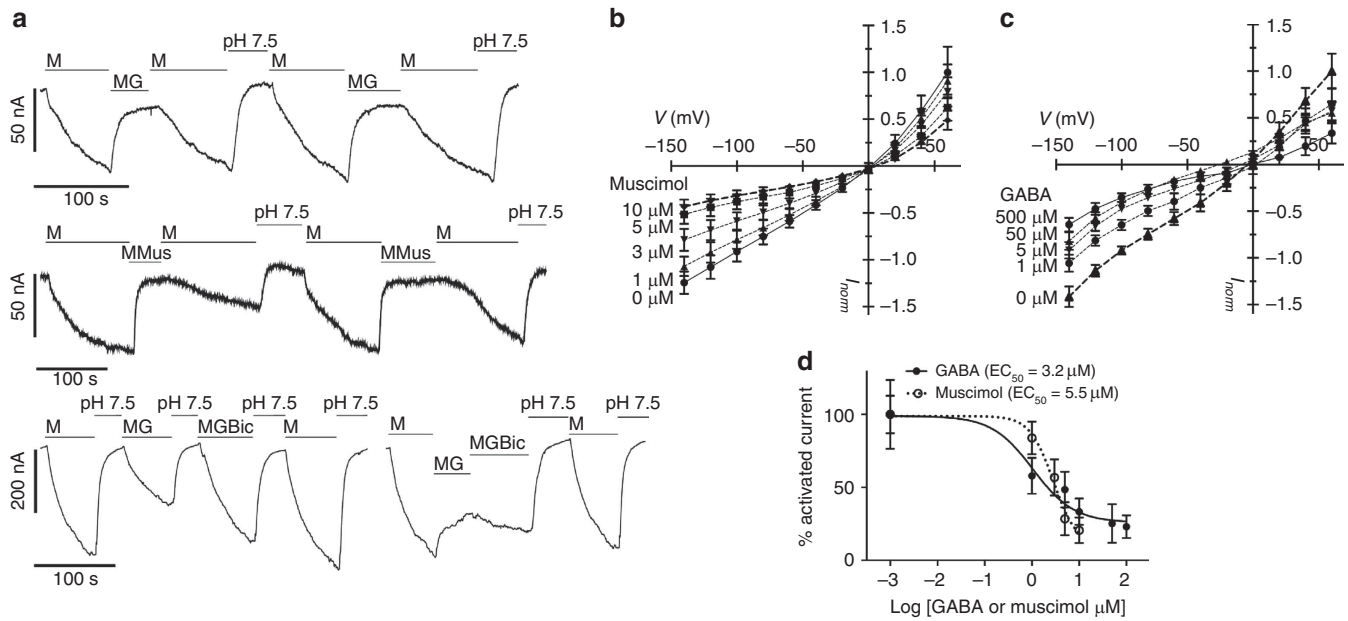 a
pH 7.5 pH 7.5
M M M M
MG MG
50 nA
100 s
pH 7.5 pH 7.5
M M M M
MMus MMus
50 nA
100 s
pH 7.5 pH 7.5 pH 7.5 pH 7.5 pH 7.5 pH 7.5
M MG MGBic M M MG MGBic M
200 nA
100 s
b
V (mV)
−150 −100 −50 50
1.5
1.0
0.5
−0.5
−1.0
−1.5
I norm
Muscimol
10 μM
5 μM
3 μM
1 μM
0 μM
c
V (mV)
−150 −100 −50 50
1.5
1.0
0.5
−0.5
−1.0
−1.5
I norm
GABA
500 μM
50 μM
5 μM
1 μM
0 μM
d
GABA (EC50 = 3.2 μM)
Muscimol (EC50 = 5.5 μM)
% activated current
100
50
0
−3 −2 −1 0 1 2
Log [GABA or muscimol μM]